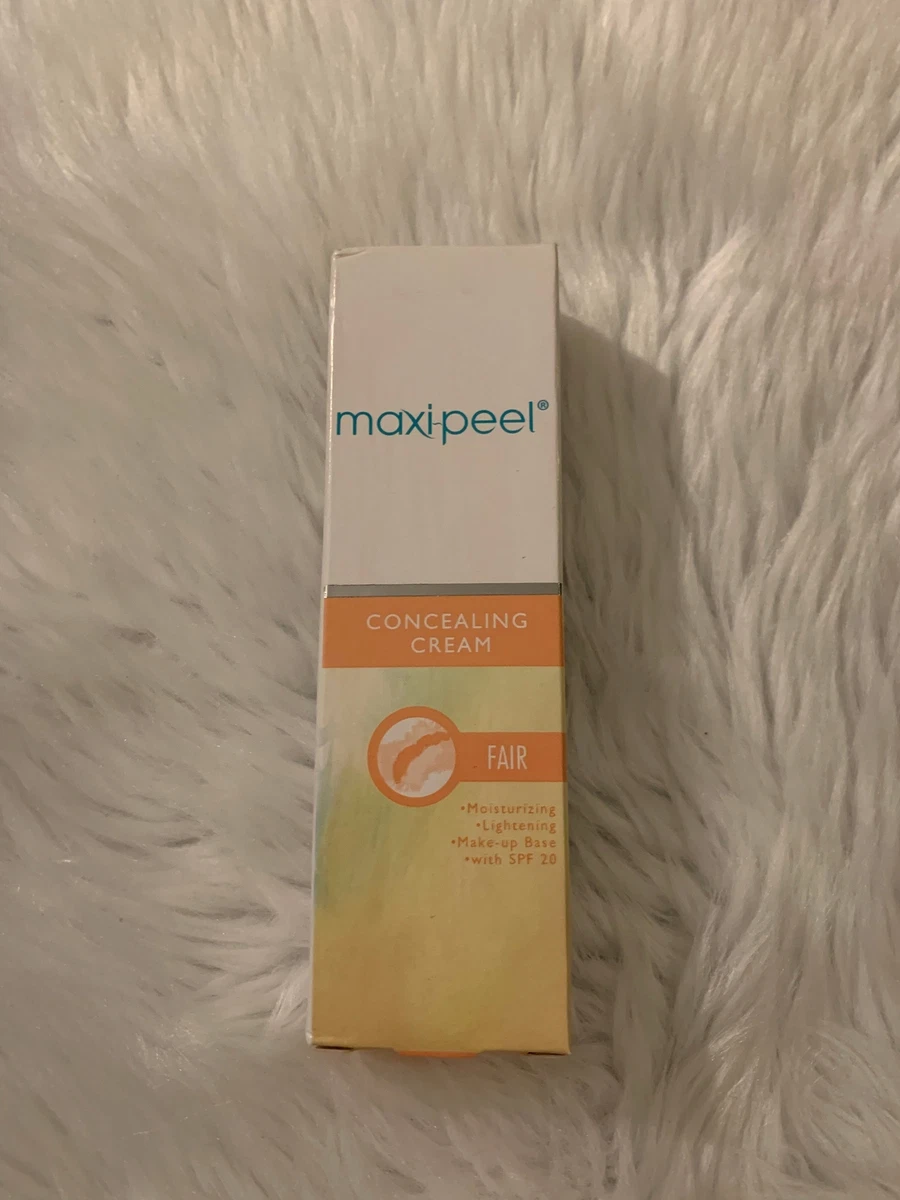 maxi-peel®
CONCEALING
CREAM
FAIR
•Moisturizing
•Lightening
•Make-up Base
•with SPF 20